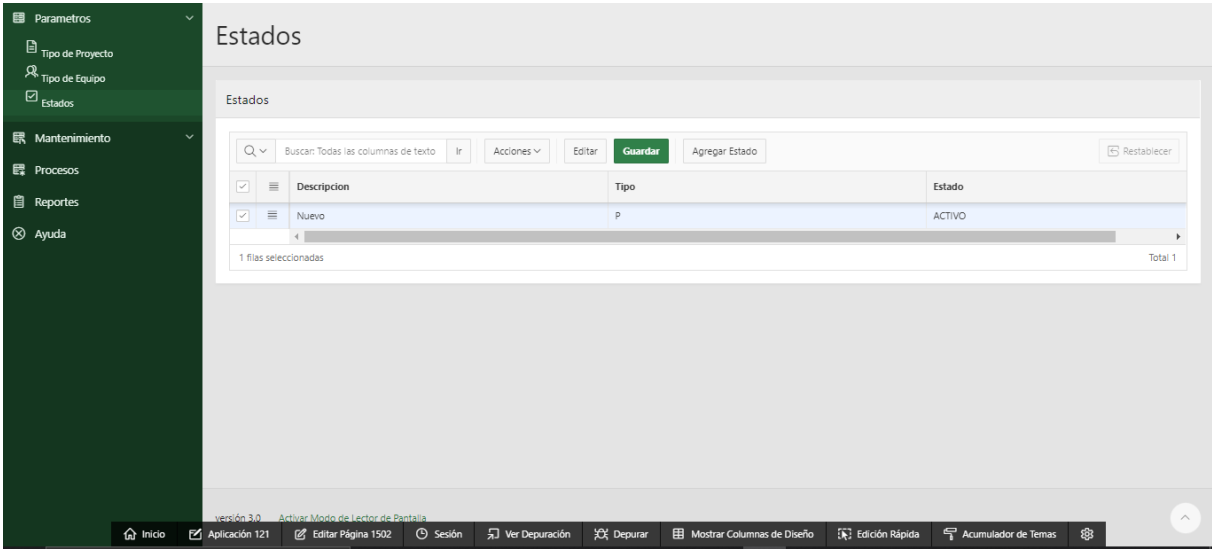 Parametros
Tipo de Proyecto
Tipo de Equipo
Estados
Mantenimiento
Procesos
Reportes
Ayuda
Estados
Estados
Buscar: Todas las columnas de texto Ir Acciones Editar Guardar Agregar Estado Restablecer
Descripcion Tipo Estado
Nuevo P ACTIVO
1 filas seleccionadas Total 1
versión 3.0 Activar Modo de Lector de Pantalla
Inicio Aplicación 121 Editar Página 1502 Sesión Ver Depuración Depurar Mostrar Columnas de Diseño Edición Rápida Acumulador de Temas